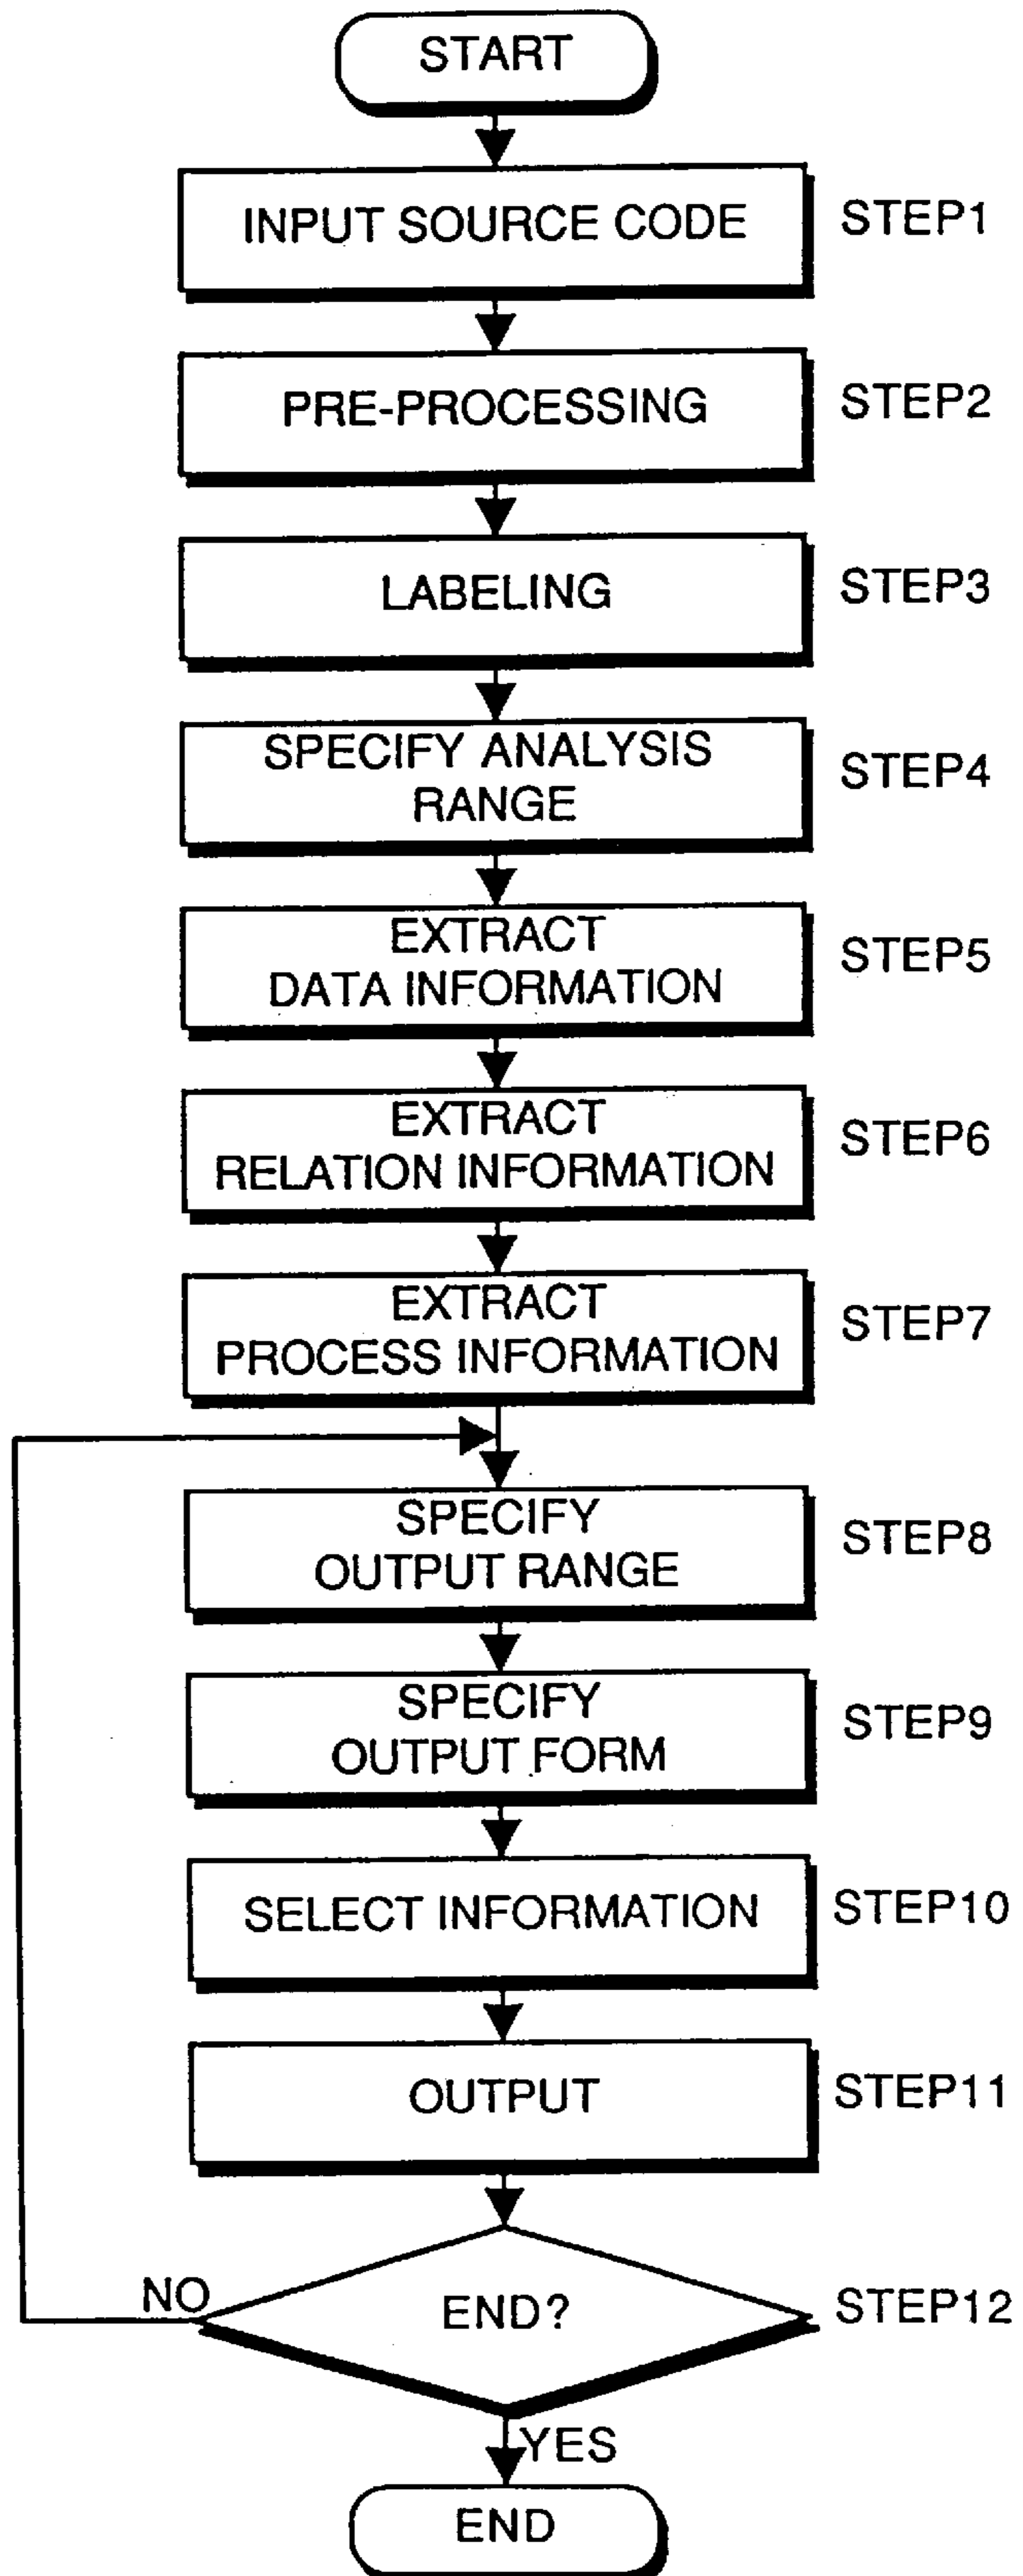 START
INPUT SOURCE CODE STEP1
PRE-PROCESSING STEP2
LABELING STEP3
SPECIFY ANALYSIS
RANGE STEP4
EXTRACT
DATA INFORMATION STEP5
EXTRACT
RELATION INFORMATION STEP6
EXTRACT
PROCESS INFORMATION STEP7
SPECIFY
OUTPUT RANGE STEP8
SPECIFY
OUTPUT FORM STEP9
SELECT INFORMATION STEP10
OUTPUT STEP11
NO
END? STEP12
YES
END